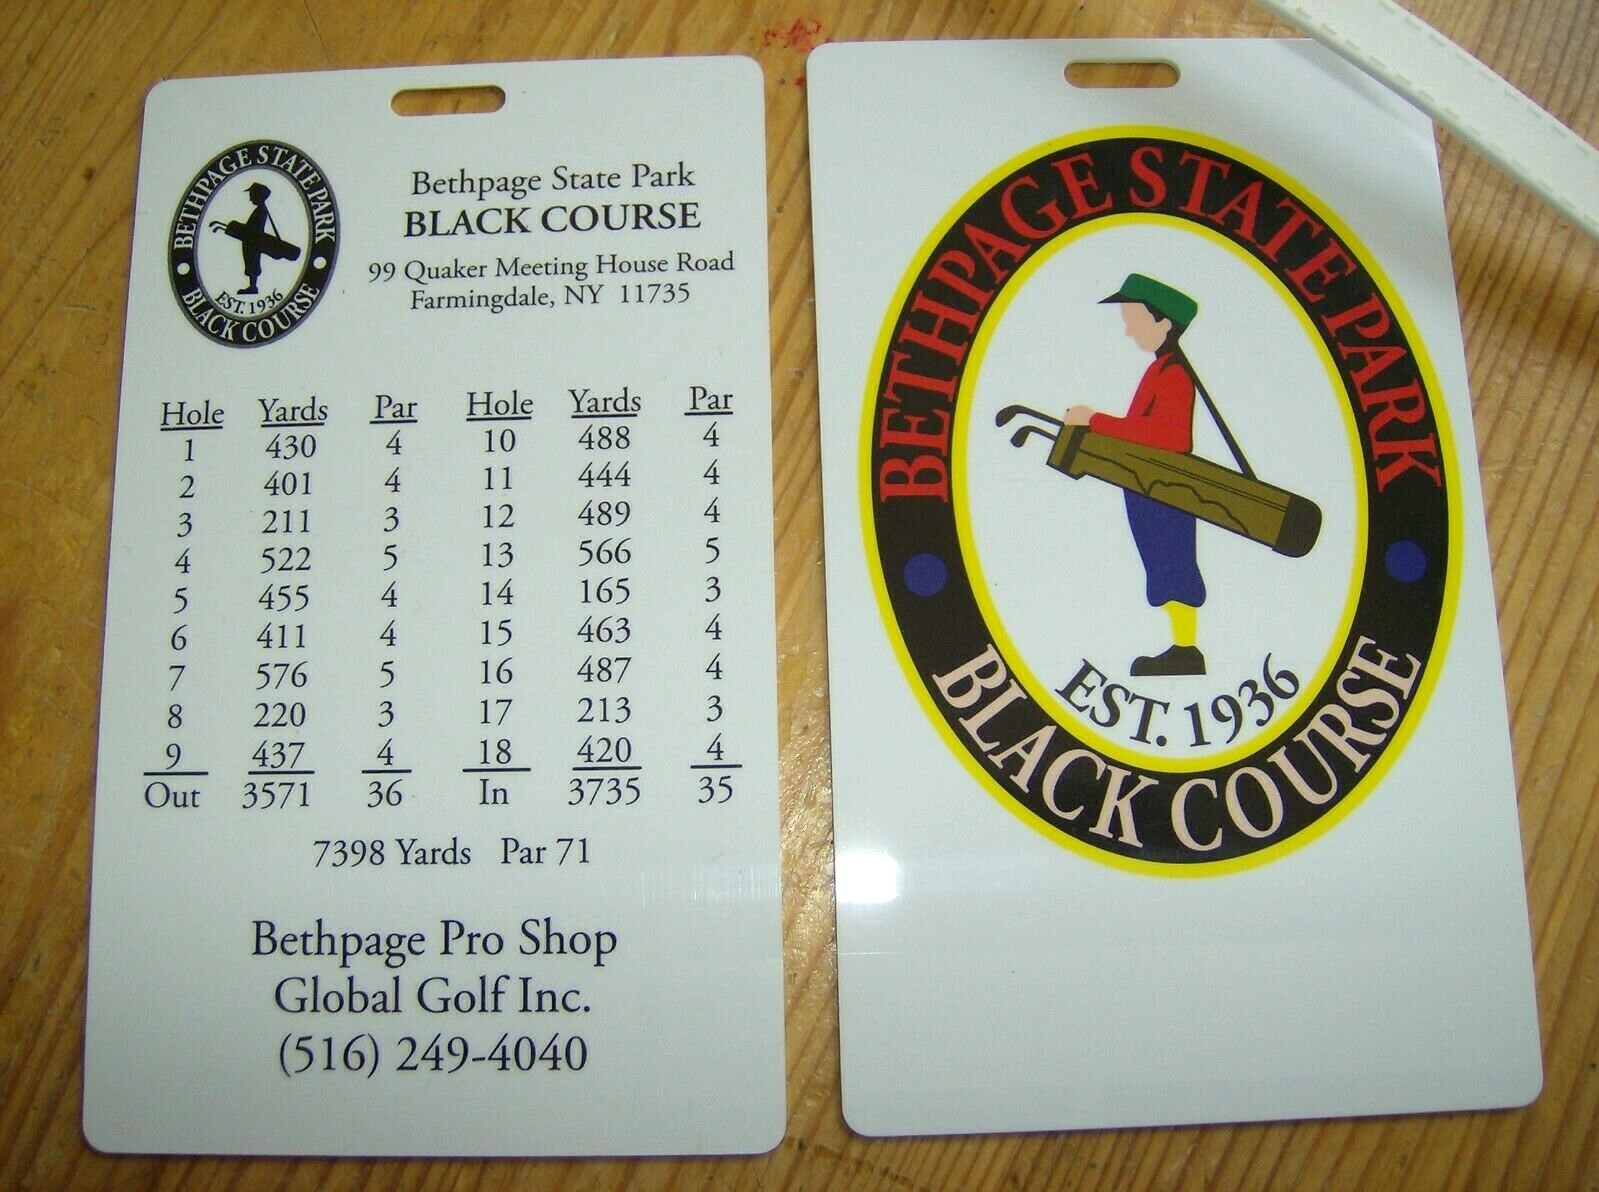 BETHPAGE STATE PARK
EST. 1936
BLACK COURSE
Bethpage State Park
BLACK COURSE
99 Quaker Meeting House Road
Farmingdale, NY 11735
Hole Yards Par Hole Yards Par
1 430 4 10 488 4
2 401 4 11 444 4
3 211 3 12 489 4
4 522 5 13 566 5
5 455 4 14 165 3
6 411 4 15 463 4
7 576 5 16 487 4
8 220 3 17 213 3
9 437 4 18 420 4
Out 3571 36 In 3735 35
7398 Yards Par 71
Bethpage Pro Shop
Global Golf Inc.
(516) 249-4040
BETHPAGE STATE PARK
EST. 1936
BLACK COURSE